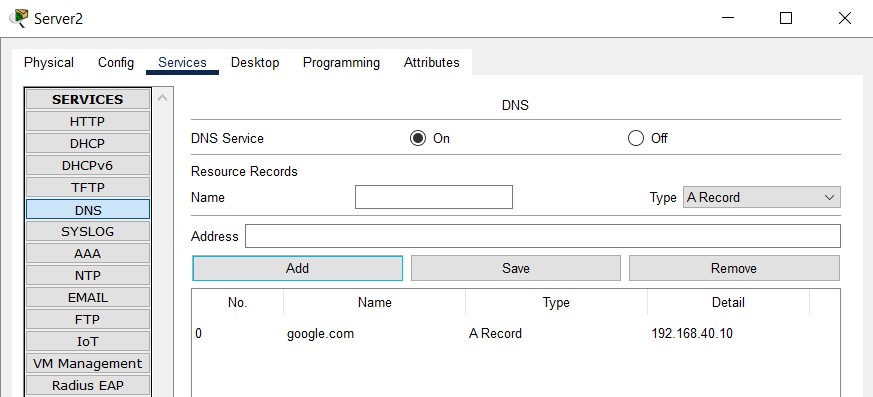 Server2
Physical Config Services Desktop Programming Attributes
SERVICES
HTTP
DHCP
DHCPv6
TFTP
DNS
SYSLOG
AAA
NTP
EMAIL
FTP
IoT
VM Management
Radius EAP
DNS
DNS Service On Off
Resource Records
Name Type A Record
Address
Add Save Remove
No. Name Type Detail
0 google.com A Record 192.168.40.10